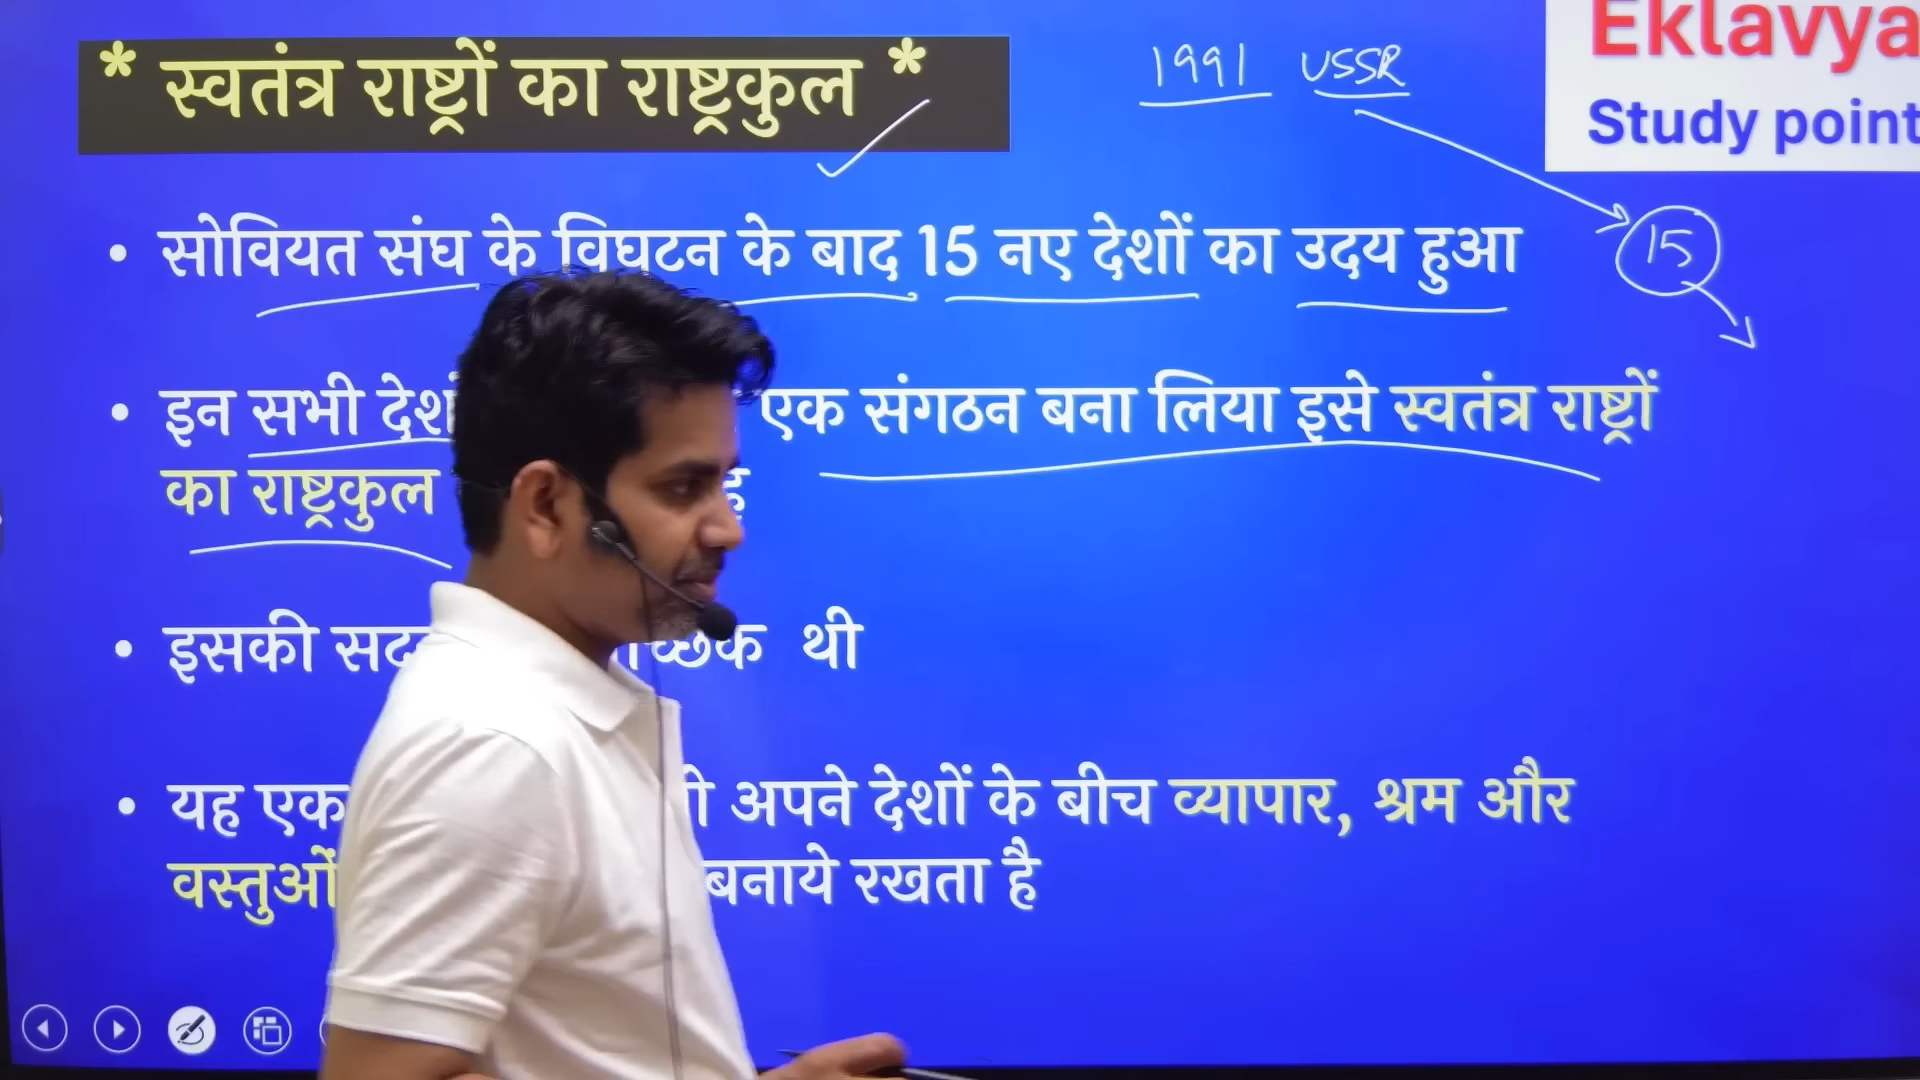 * स्वतंत्र राष्ट्रों का राष्ट्रकुल *
1991 USSR
Eklavya
Study point
• सोवियत संघ के विघटन के बाद 15 नए देशों का उदय हुआ
15
• इन सभी एक संगठन बना लिया इसे स्वतंत्र राष्ट्रों
का राष्ट्रकुल
• इसकी थी
• यह एक अपने देशों के बीच व्यापार, श्रम और
वस्तुओं बनाये रखता है